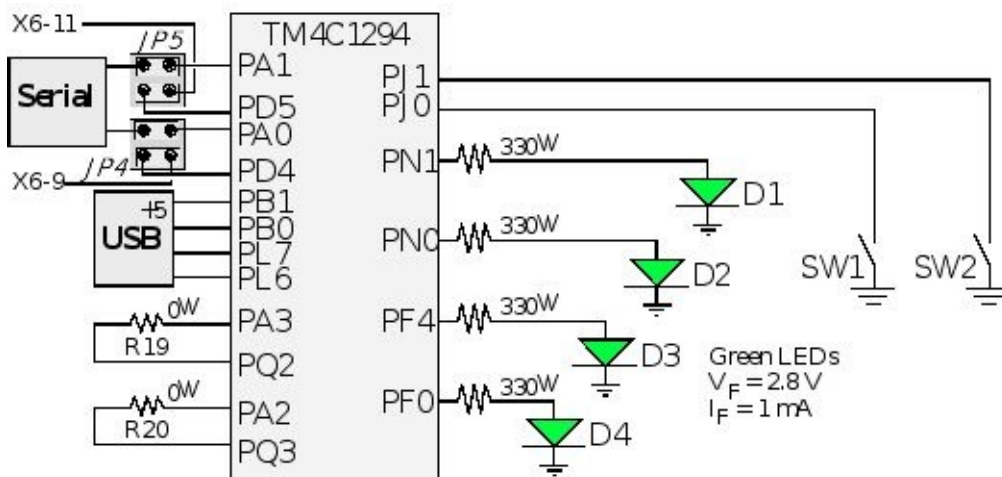 X6-11
JP5
TM4C1294
Serial
PA1
PD5
PA0
PD4
JP4
X6-9
+5
USB
PB1
PB0
PL7
PL6
0W
R19
PA3
PQ2
0W
R20
PA2
PQ3
PJ1
PJ0
PN1
330W
D1
PN0
330W
D2
PF4
330W
D3
PF0
330W
D4
SW1
SW2
Green LEDs
VF = 2.8 V
IF = 1 mA